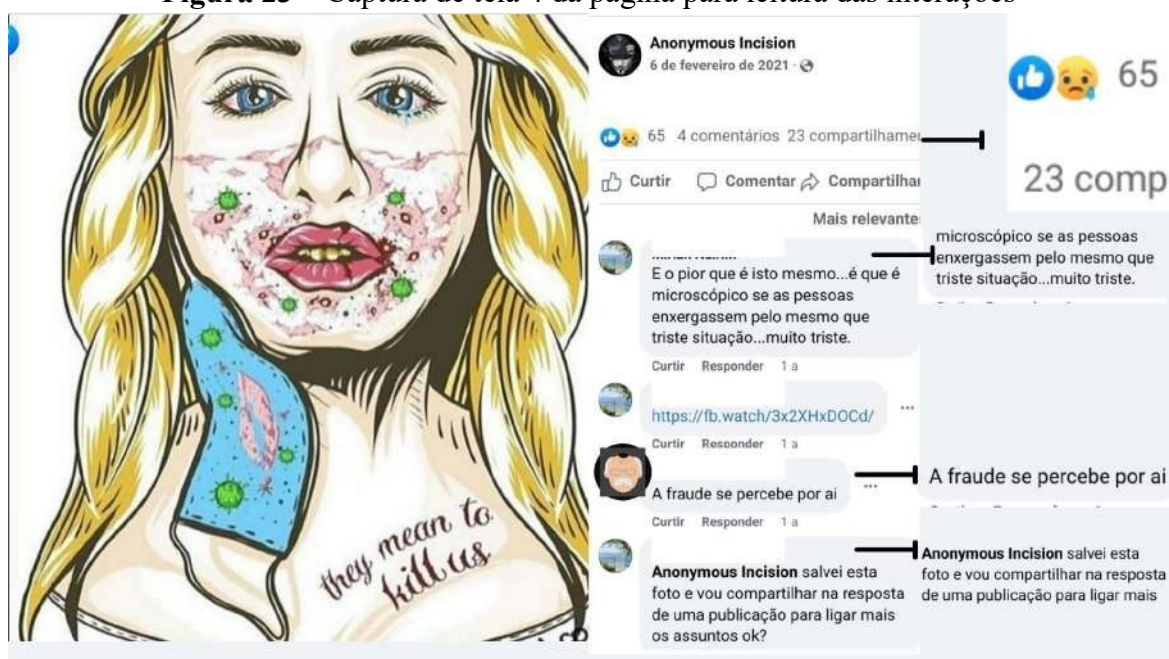 Figura 23 – Captura de tela 4 da página para leitura das interações
they mean to
kill us
Anonymous Incision
6 de fevereiro de 2021 ·
65 4 comentários 23 compartilhame
Curtir Comentar Compartilhar
Mais relevante
E o pior que é isto mesmo...é que é
microscópico se as pessoas
enxergassem pelo mesmo que
triste situação...muito triste.
Curtir Responder 1 a
https://fb.watch/3x2XHxDOCd/
...
Curtir Responder 1 a
A fraude se percebe por ai
...
Curtir Responder 1 a
Anonymous Incision salvei esta
foto e vou compartilhar na resposta
de uma publicação para ligar mais
os assuntos ok?
65
23 comp
microscópico se as pessoas
enxergassem pelo mesmo que
triste situação...muito triste.
A fraude se percebe por ai
Anonymous Incision salvei esta
foto e vou compartilhar na resposta
de uma publicação para ligar mais